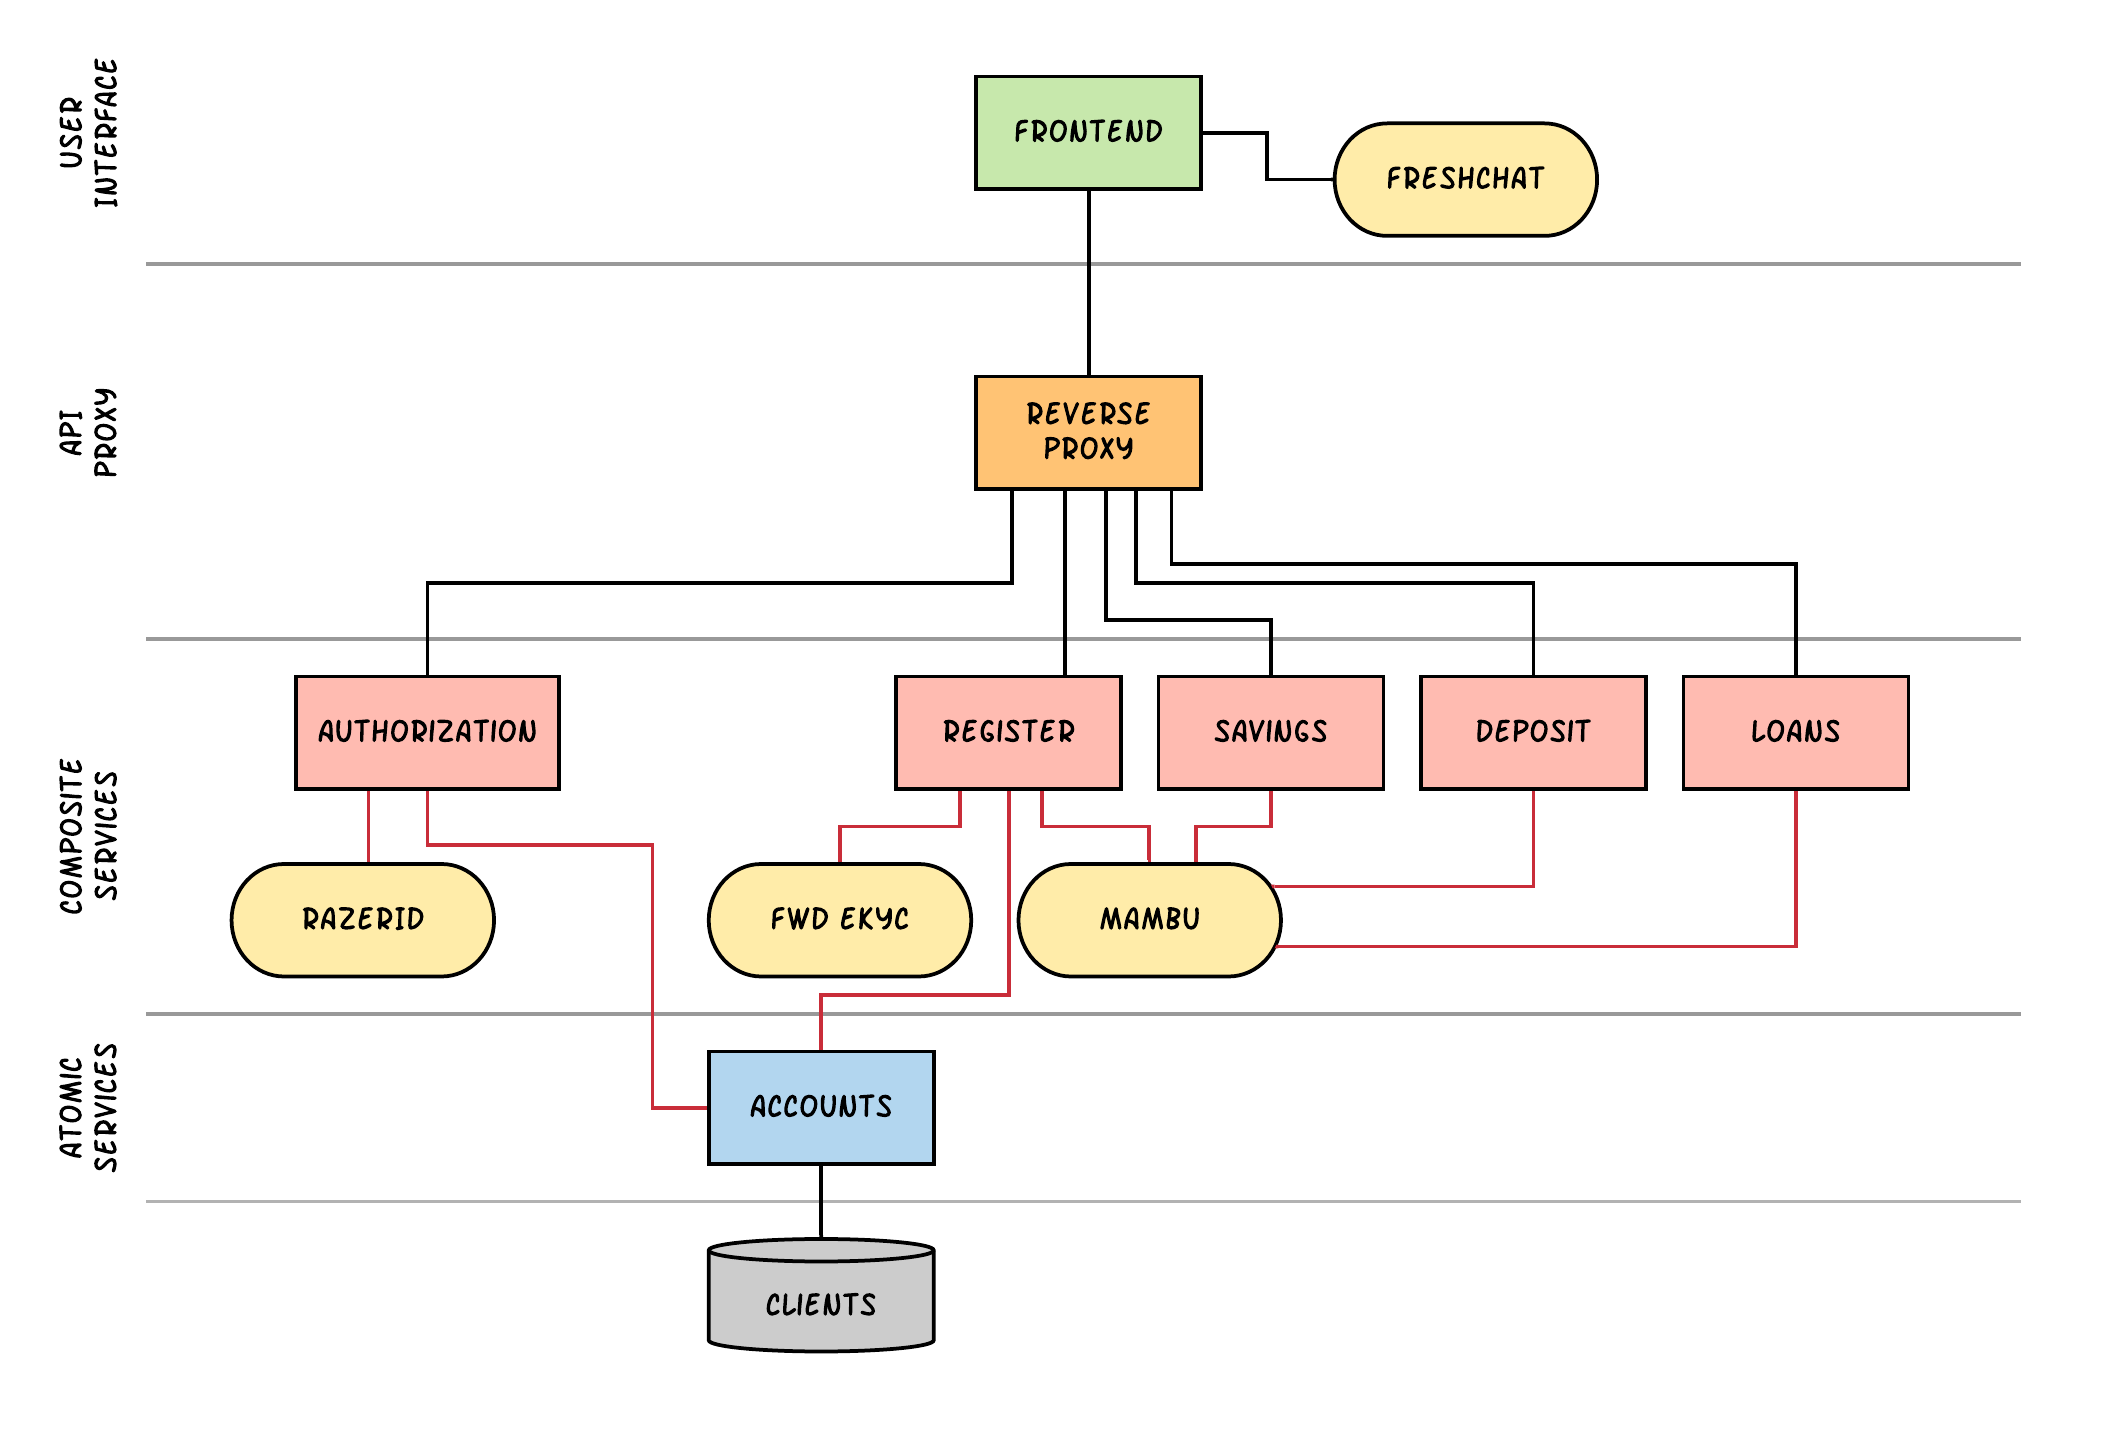 USER
INTERFACE
FRONTEND
FRESHCHAT
API
PROXY
REVERSE
PROXY
COMPOSITE
SERVICES
AUTHORIZATION
REGISTER
SAVINGS
DEPOSIT
LOANS
RAZERID
FWD EKYC
MAMBU
ATOMIC
SERVICES
ACCOUNTS
CLIENTS